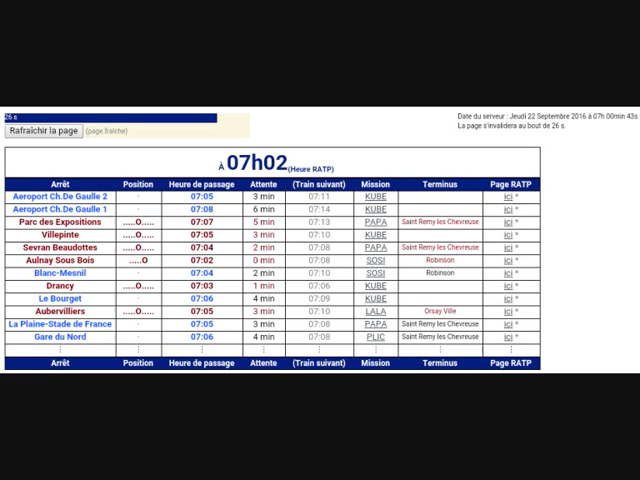 26 s
Date du serveur : Jeudi 22 Septembre 2016 à 07h 00min 43s
Rafraîchir la page (page fraîche)
La page s'invalidera au bout de 26 s.
À 07h02 (Heure RATP)
Arrêt Position Heure de passage Attente (Train suivant) Mission Terminus Page RATP
Aeroport Ch.De Gaulle 2 · 07:05 3 min 07:11 KUBE ici *
Aeroport Ch.De Gaulle 1 · 07:08 6 min 07:14 KUBE ici *
Parc des Expositions .....O..... 07:07 5 min 07:13 PAPA Saint Remy les Chevreuse ici *
Villepinte .....O..... 07:05 3 min 07:10 KUBE ici *
Sevran Beaudottes .....O..... 07:04 2 min 07:08 PAPA Saint Remy les Chevreuse ici *
Aulnay Sous Bois .....O 07:02 0 min 07:08 SOSI Robinson ici *
Blanc-Mesnil · 07:04 2 min 07:10 SOSI Robinson ici *
Drancy .....O..... 07:03 1 min 07:06 KUBE ici *
Le Bourget · 07:06 4 min 07:09 KUBE ici *
Aubervilliers .....O..... 07:05 3 min 07:10 LALA Orsay Ville ici *
La Plaine-Stade de France · 07:05 3 min 07:08 PAPA Saint Remy les Chevreuse ici *
Gare du Nord · 07:06 4 min 07:08 PLIC Saint Remy les Chevreuse ici *
⋮ ⋮ ⋮ ⋮ ⋮ ⋮ ⋮ ⋮
Arrêt Position Heure de passage Attente (Train suivant) Mission Terminus Page RATP